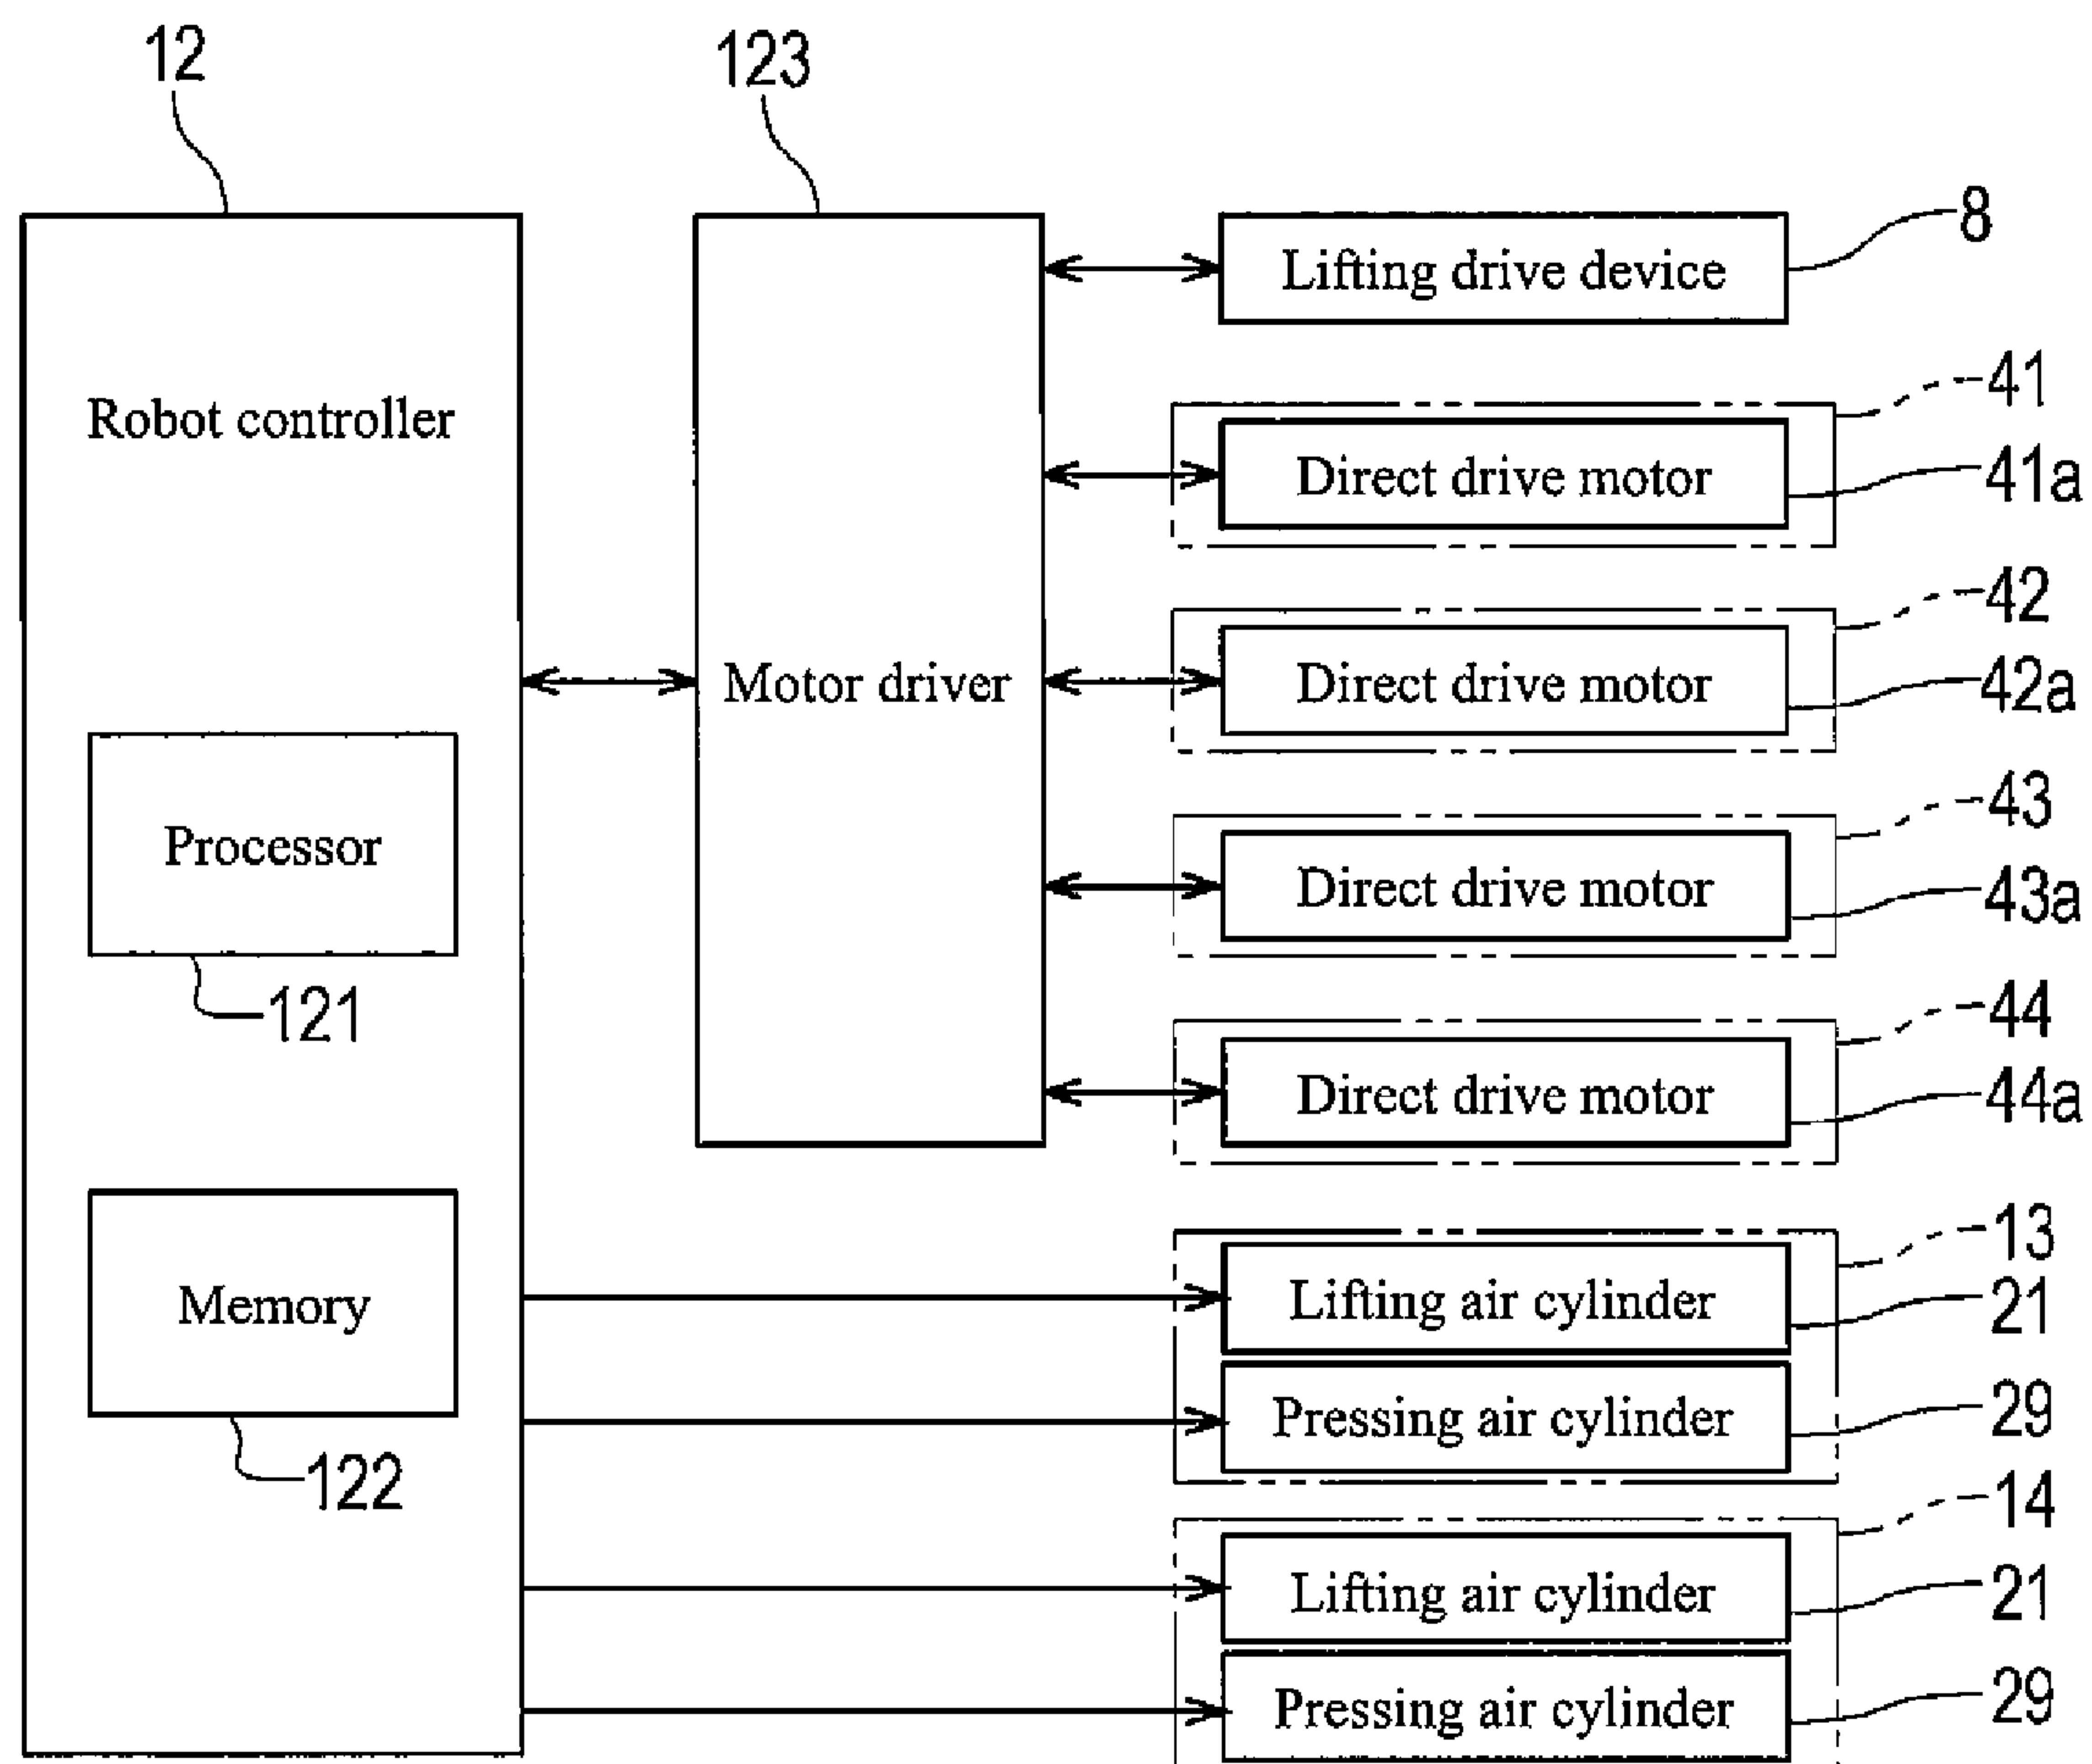 12
123
8
Lifting drive device
Robot controller
41
Direct drive motor
41a
42
Motor driver
Direct drive motor
42a
43
Processor
Direct drive motor
43a
121
44
Direct drive motor
44a
13
Memory
Lifting air cylinder
21
Pressing air cylinder
29
122
14
Lifting air cylinder
21
Pressing air cylinder
29